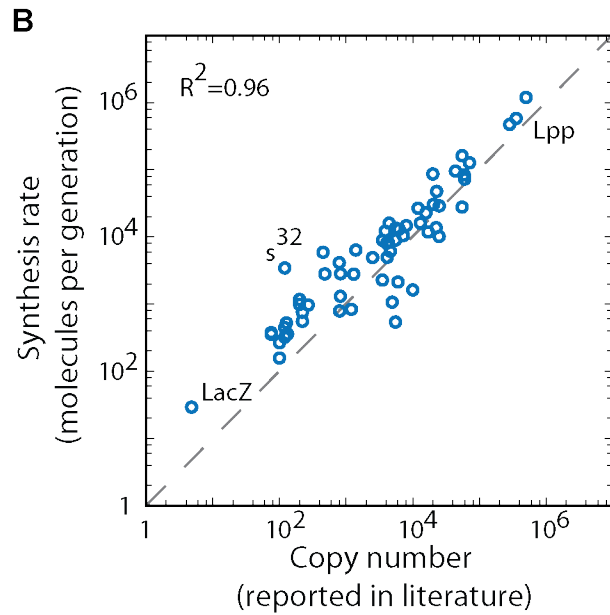 B
R²=0.96
10⁶
Lpp
Synthesis rate
(molecules per generation)
10⁴
s³²
10²
LacZ
1
1
10²
10⁴
10⁶
Copy number
(reported in literature)